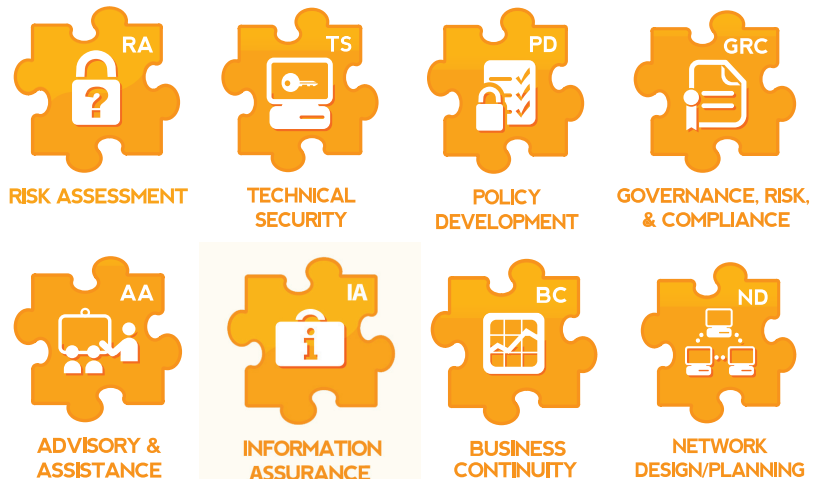 RA
TS
PD
GRC
?
RISK ASSESSMENT
TECHNICAL
SECURITY
POLICY
DEVELOPMENT
GOVERNANCE, RISK,
& COMPLIANCE
AA
IA
BC
ND
i
ADVISORY &
ASSISTANCE
INFORMATION
ASSURANCE
BUSINESS
CONTINUITY
NETWORK
DESIGN/PLANNING